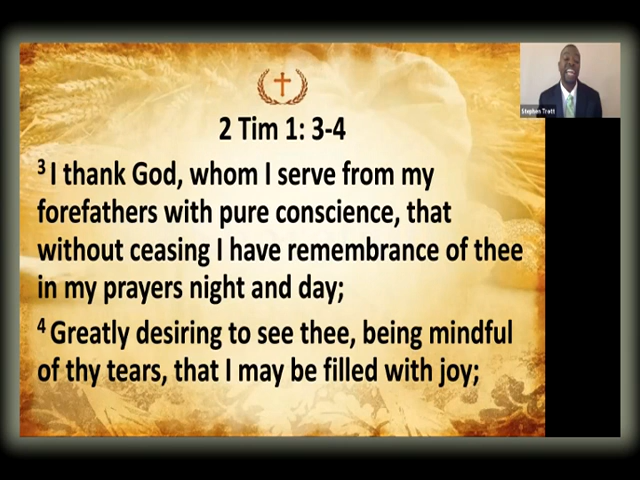 2 Tim 1: 3-4
3 I thank God, whom I serve from my
forefathers with pure conscience, that
without ceasing I have remembrance of thee
in my prayers night and day;
4 Greatly desiring to see thee, being mindful
of thy tears, that I may be filled with joy;
Stephen Trott